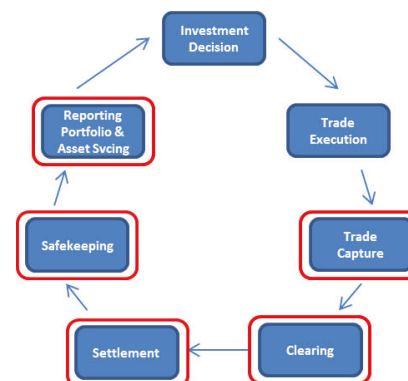 Investment
Decision
Trade
Execution
Trade
Capture
Clearing
Settlement
Safekeeping
Reporting
Portfolio &
Asset Svcing